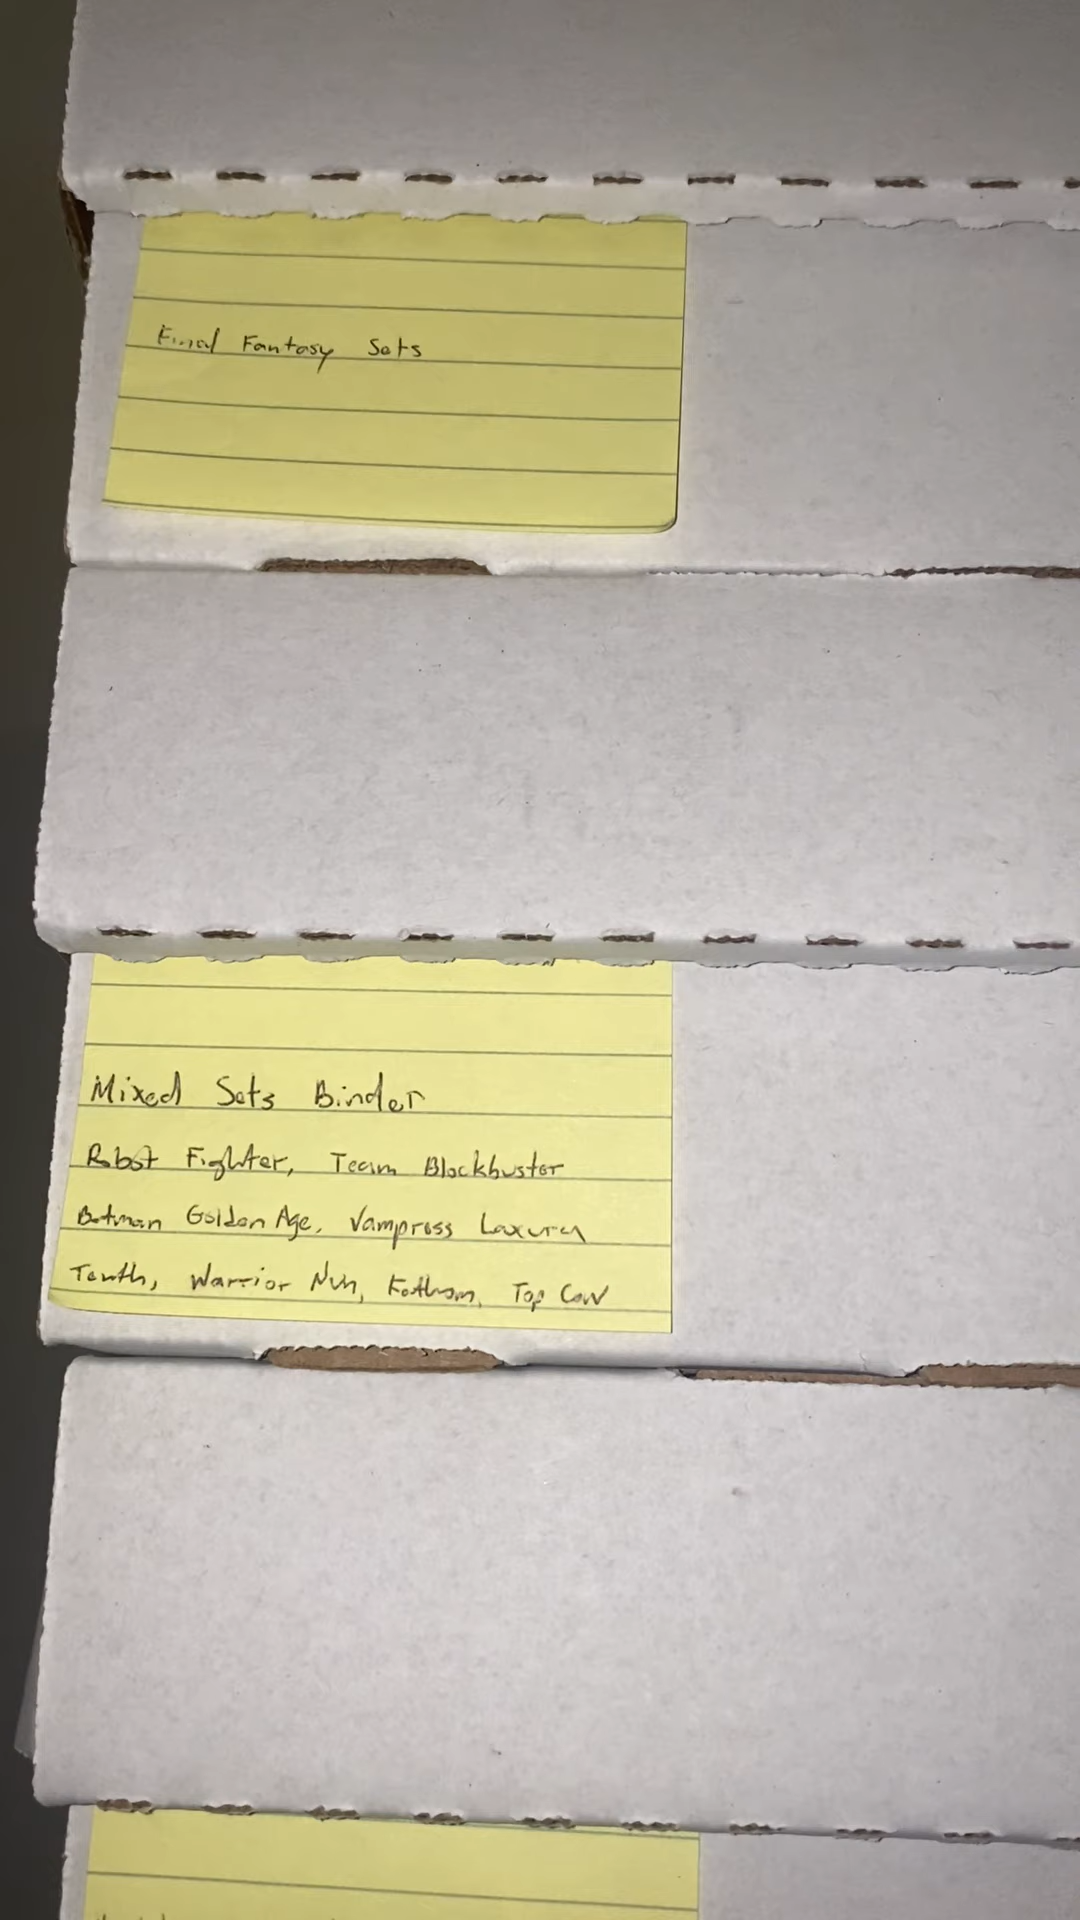 Final Fantasy Sets
Mixed Sets Binder
Robot Fighter, Team Blockbuster
Batman Golden Age, Vampress Luxura
Tenth, Warrior Nun, Fathom, Top Cow